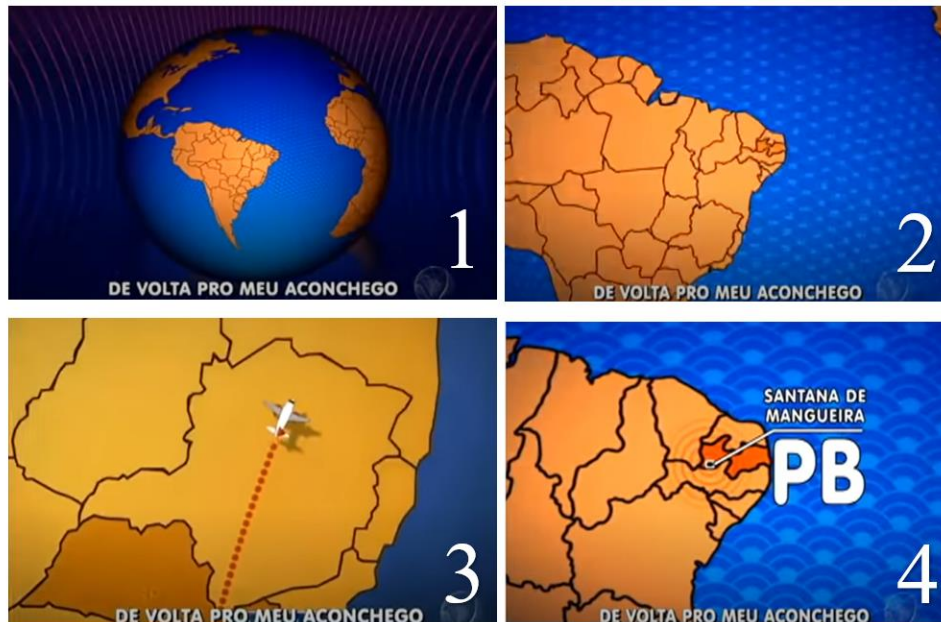 1
DE VOLTA PRO MEU ACONCHEGO
2
DE VOLTA PRO MEU ACONCHEGO
3
DE VOLTA PRO MEU ACONCHEGO
SANTANA DE
MANGUEIRA
PB
4
DE VOLTA PRO MEU ACONCHEGO